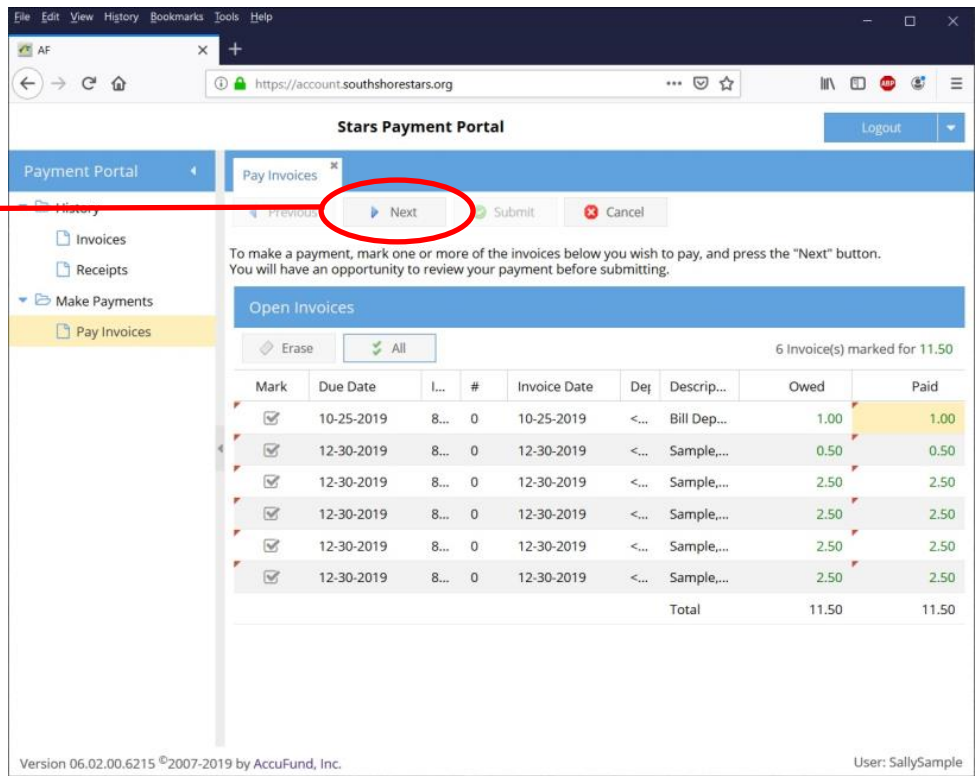 File Edit View History Bookmarks Tools Help
AF
https://account.southshorestars.org
ABP
Stars Payment Portal
Logout
Payment Portal
Pay Invoices
History
Previous Next Submit Cancel
Invoices
Receipts
Make Payments
Pay Invoices
To make a payment, mark one or more of the invoices below you wish to pay, and press the "Next" button.
You will have an opportunity to review your payment before submitting.
Open Invoices
Erase All 6 Invoice(s) marked for 11.50
Mark Due Date I... # Invoice Date Dep Descrip... Owed Paid
10-25-2019 8... 0 10-25-2019 <... Bill Dep... 1.00 1.00
12-30-2019 8... 0 12-30-2019 <... Sample,... 0.50 0.50
12-30-2019 8... 0 12-30-2019 <... Sample,... 2.50 2.50
12-30-2019 8... 0 12-30-2019 <... Sample,... 2.50 2.50
12-30-2019 8... 0 12-30-2019 <... Sample,... 2.50 2.50
12-30-2019 8... 0 12-30-2019 <... Sample,... 2.50 2.50
Total 11.50 11.50
Version 06.02.00.6215 ©2007-2019 by AccuFund, Inc. User: SallySample